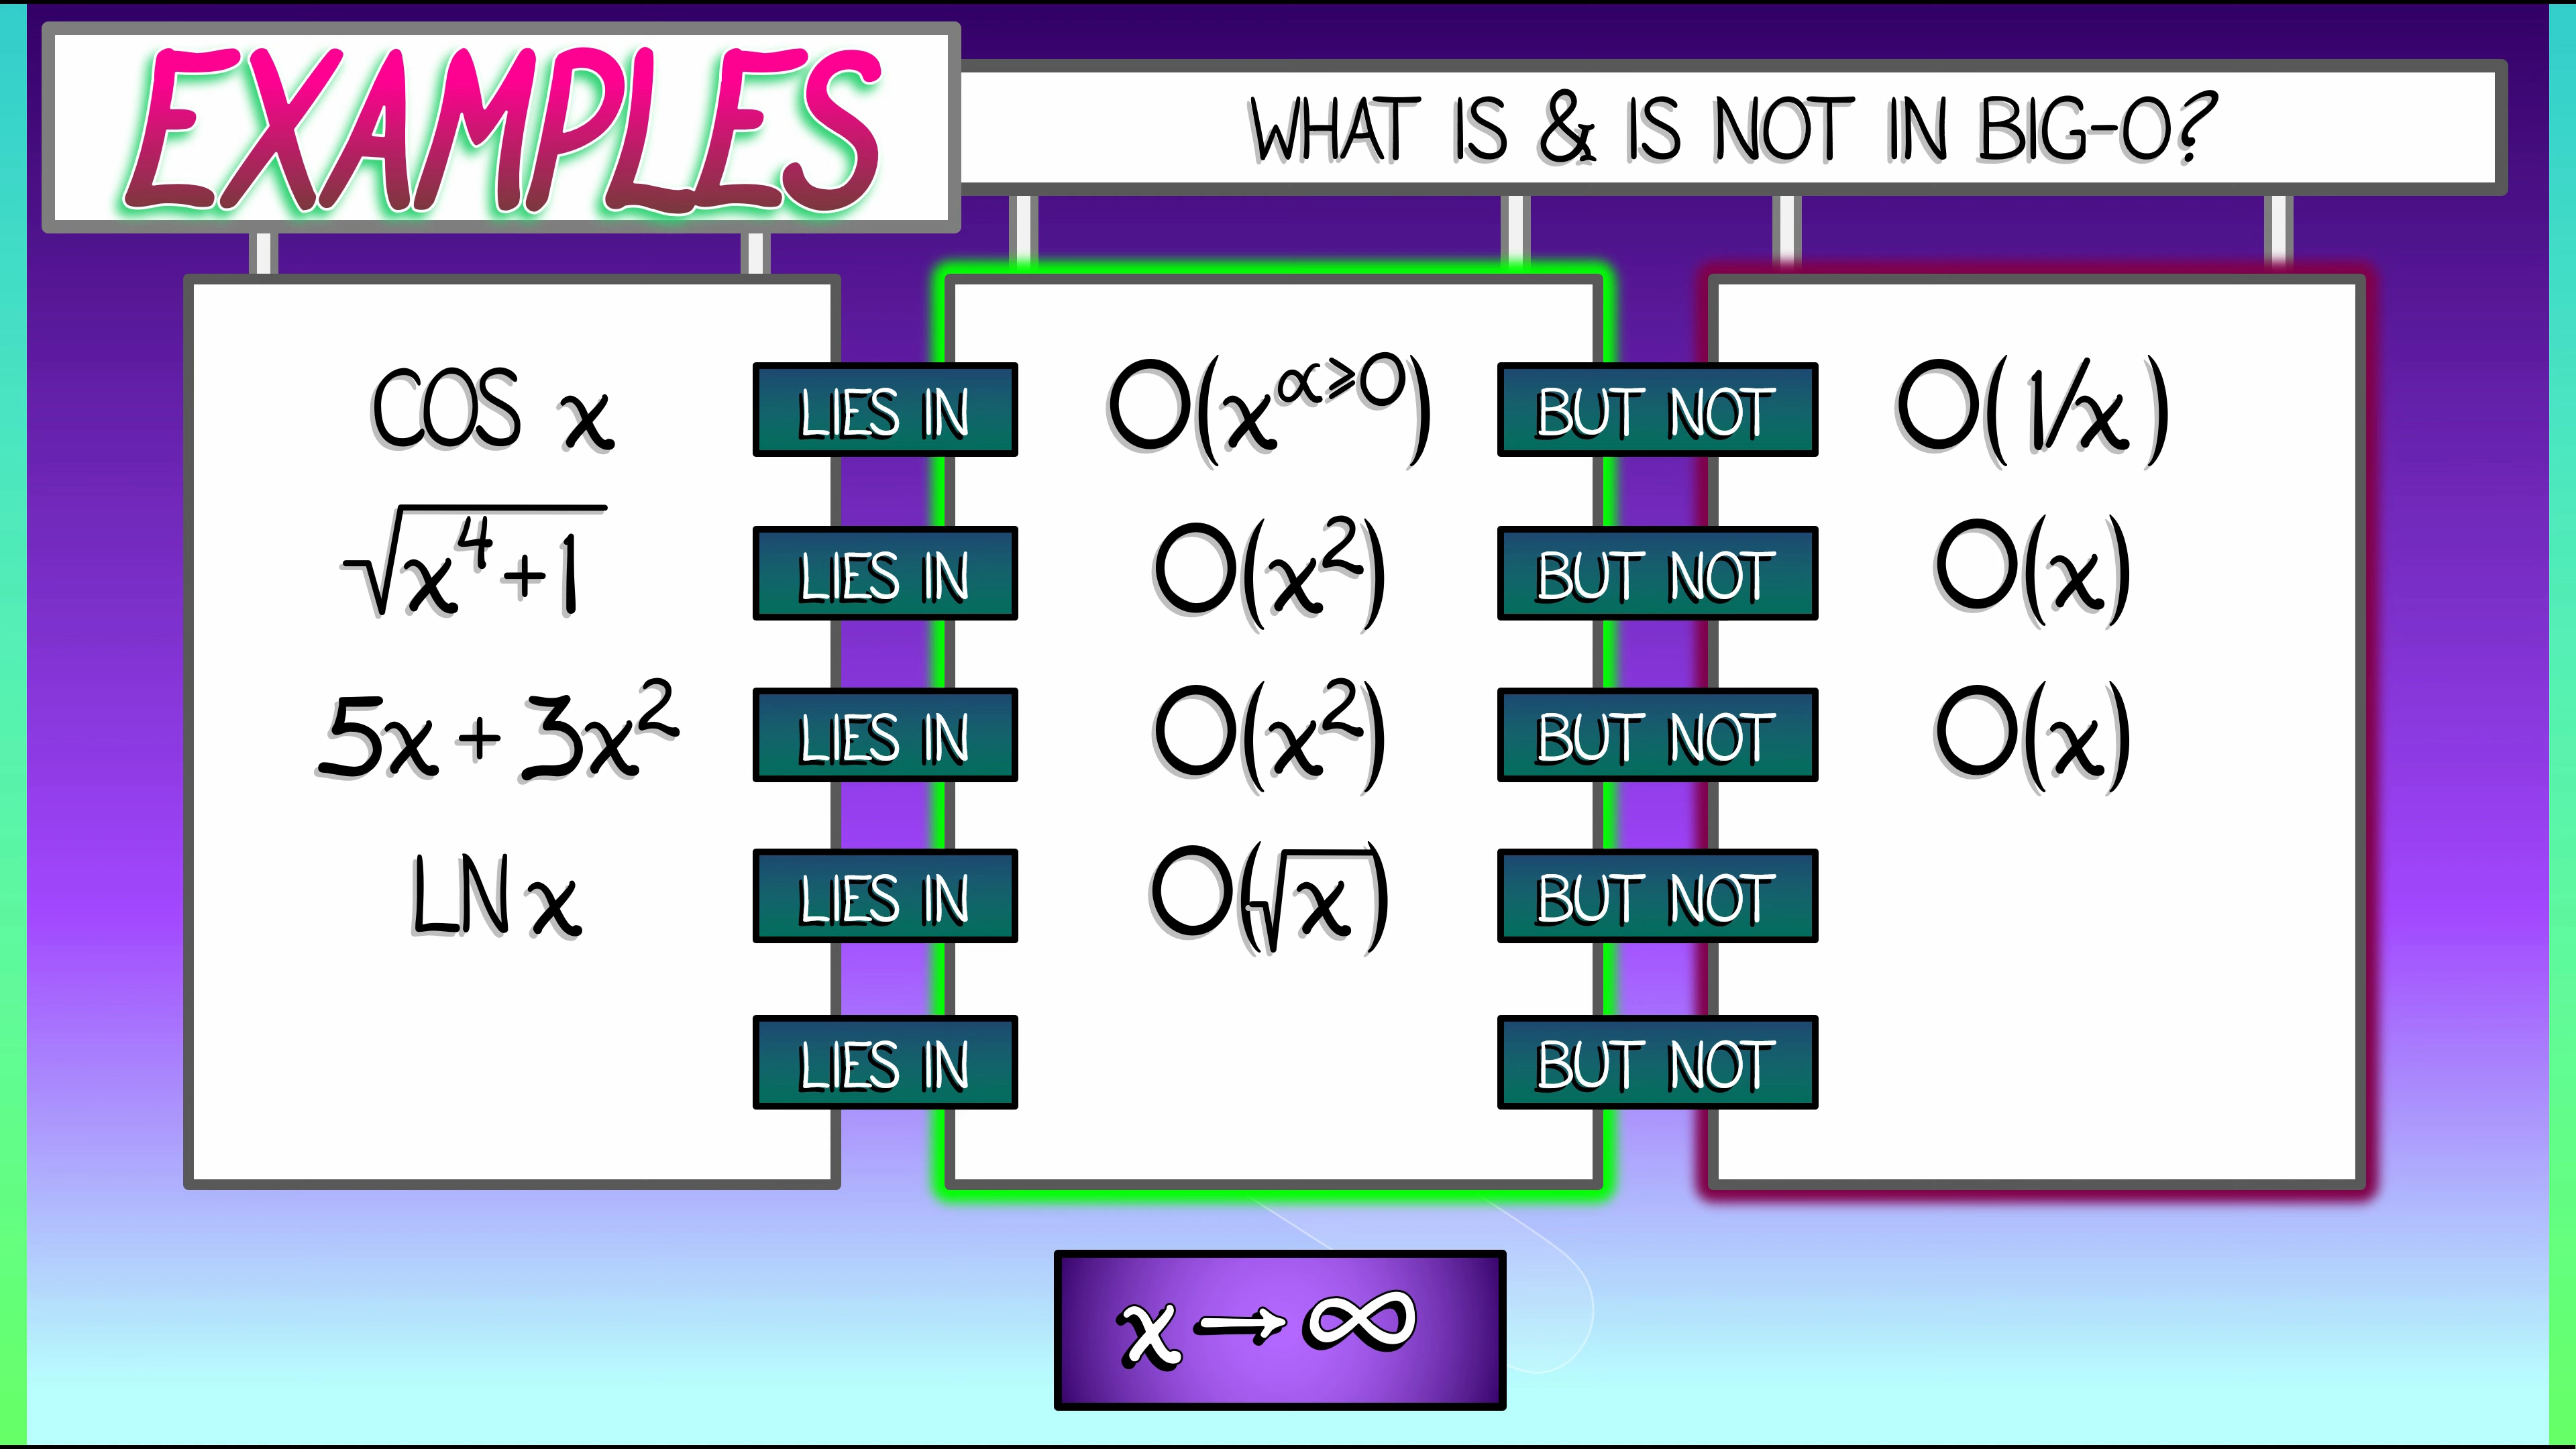 EXAMPLES
WHAT IS & IS NOT IN BIG-O?
COS x LIES IN O(x^α≥0) BUT NOT O(1/x)
√x⁴+1 LIES IN O(x²) BUT NOT O(x)
5x + 3x² LIES IN O(x²) BUT NOT O(x)
LN x LIES IN O(√x) BUT NOT
LIES IN BUT NOT
x→∞